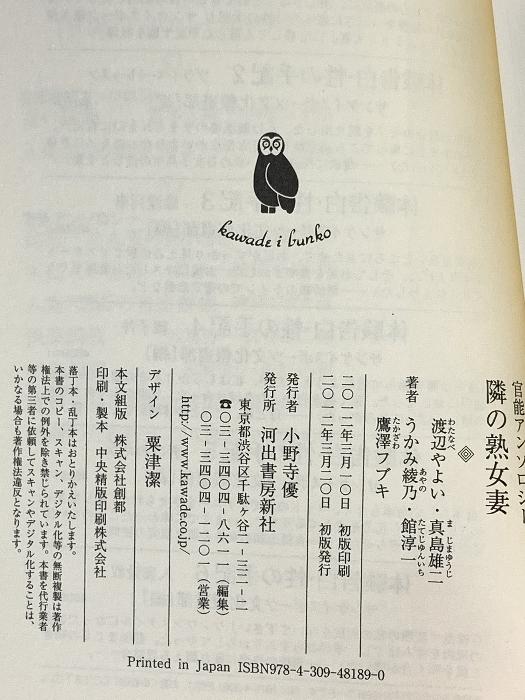 kawade i bunko
官能アンソロジー
隣の熟女妻
著者 渡辺やよい・真島雄二
わたなべ ま じまゆうじ
うかみ綾乃・館淳一
あやの たてじゅんいち
鷹澤フブキ
たかざわ
二〇一二年三月一〇日 初版印刷
二〇一二年三月二〇日 初版発行
発行者 小野寺優
発行所 河出書房新社
東京都渋谷区千駄ヶ谷二-三二-二
☎〇三-三四〇四-八六一一(編集)
〇三-三四〇四-一二〇一(営業)
http://www.kawade.co.jp/
デザイン 粟津潔
本文組版 株式会社創都
印刷・製本 中央精版印刷株式会社
落丁本・乱丁本はおとりかえいたします。
本書のコピー、スキャン、デジタル化等の無断複製は著作
権法上での例外を除き禁じられています。本書を代行業者
等の第三者に依頼してスキャンやデジタル化することは、
いかなる場合も著作権法違反となります。
Printed in Japan ISBN978-4-309-48189-0